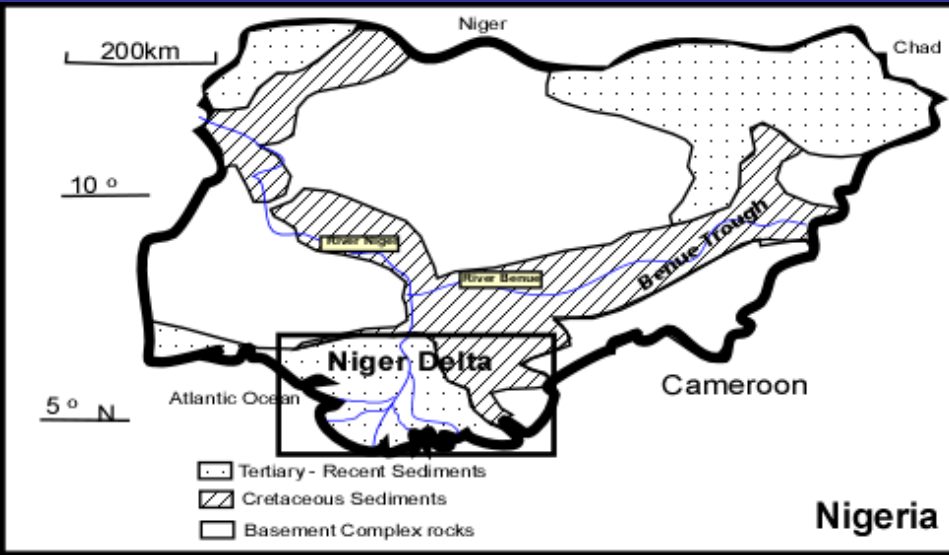 Niger
200km
Chad
10 o
River Niger
River Benue
Benue Trough
Niger Delta
Cameroon
Atlantic Ocean
5 o N
Tertiary - Recent Sediments
Cretaceous Sediments
Basement Complex rocks
Nigeria